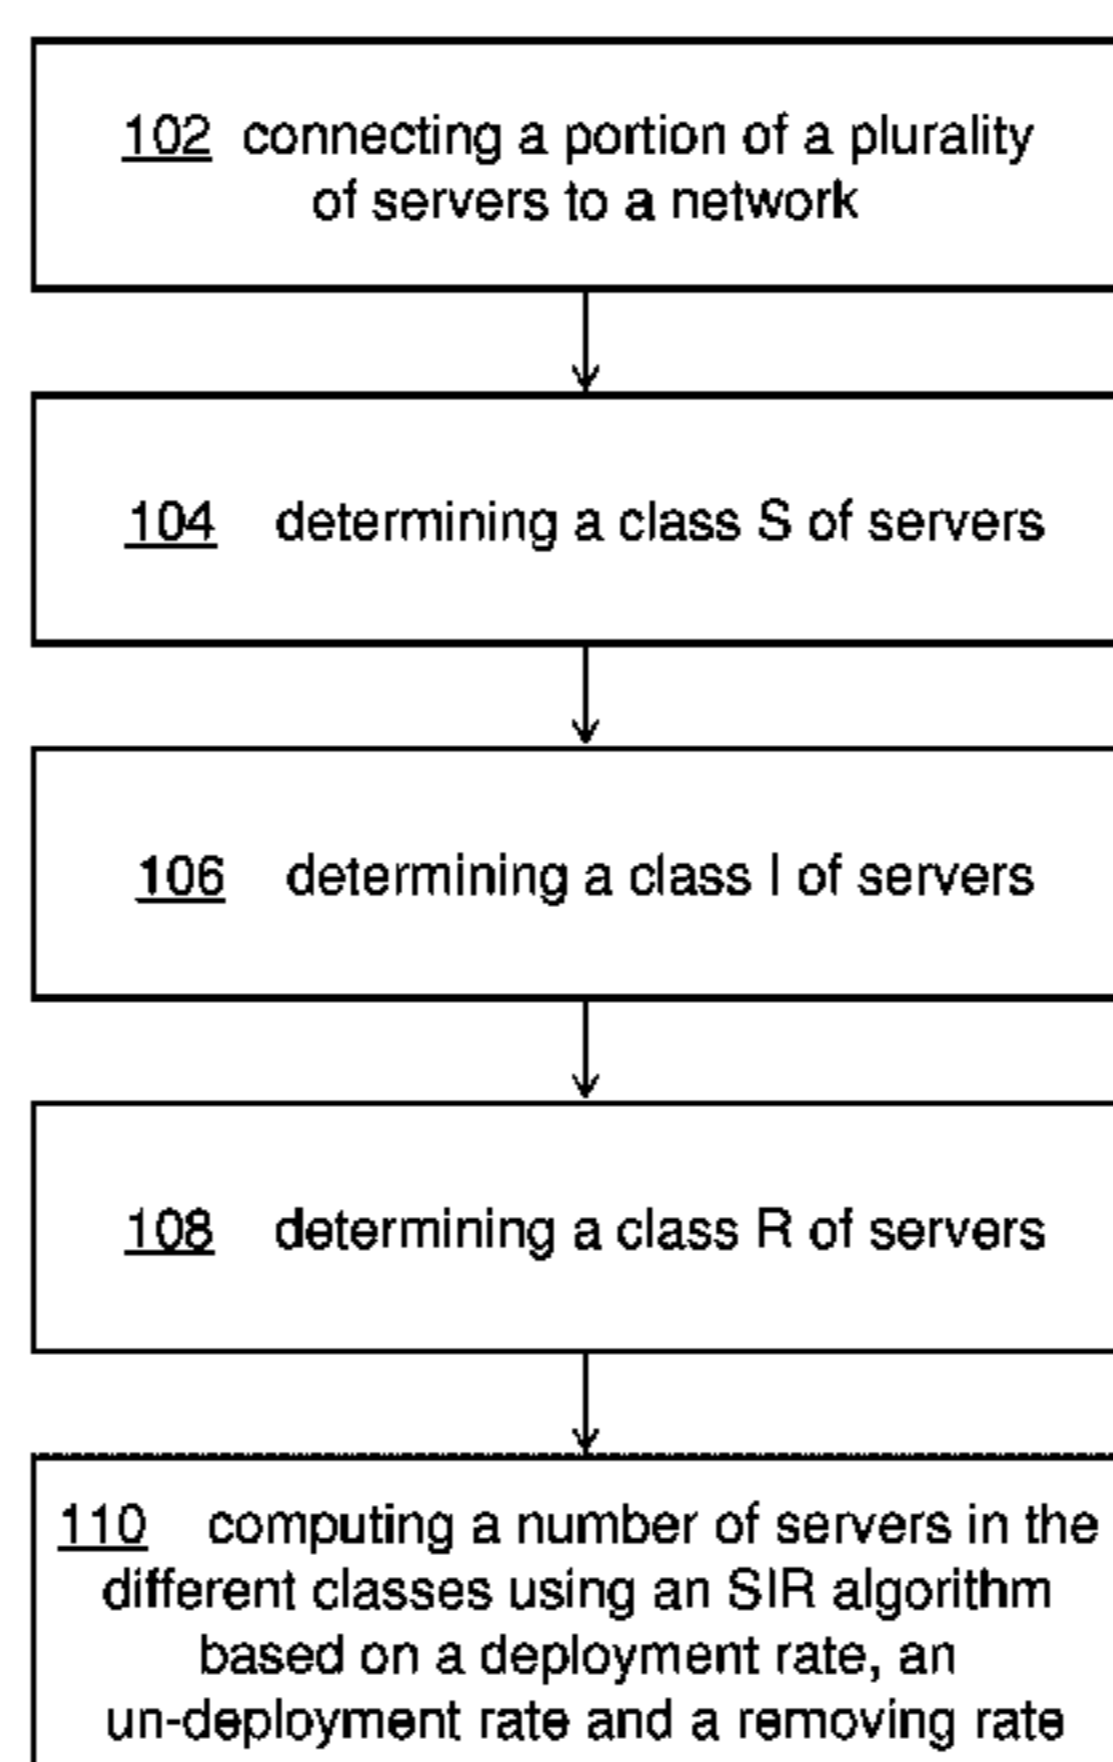 102 connecting a portion of a plurality
of servers to a network
104 determining a class S of servers
106 determining a class I of servers
108 determining a class R of servers
110 computing a number of servers in the
different classes using an SIR algorithm
based on a deployment rate, an
un-deployment rate and a removing rate